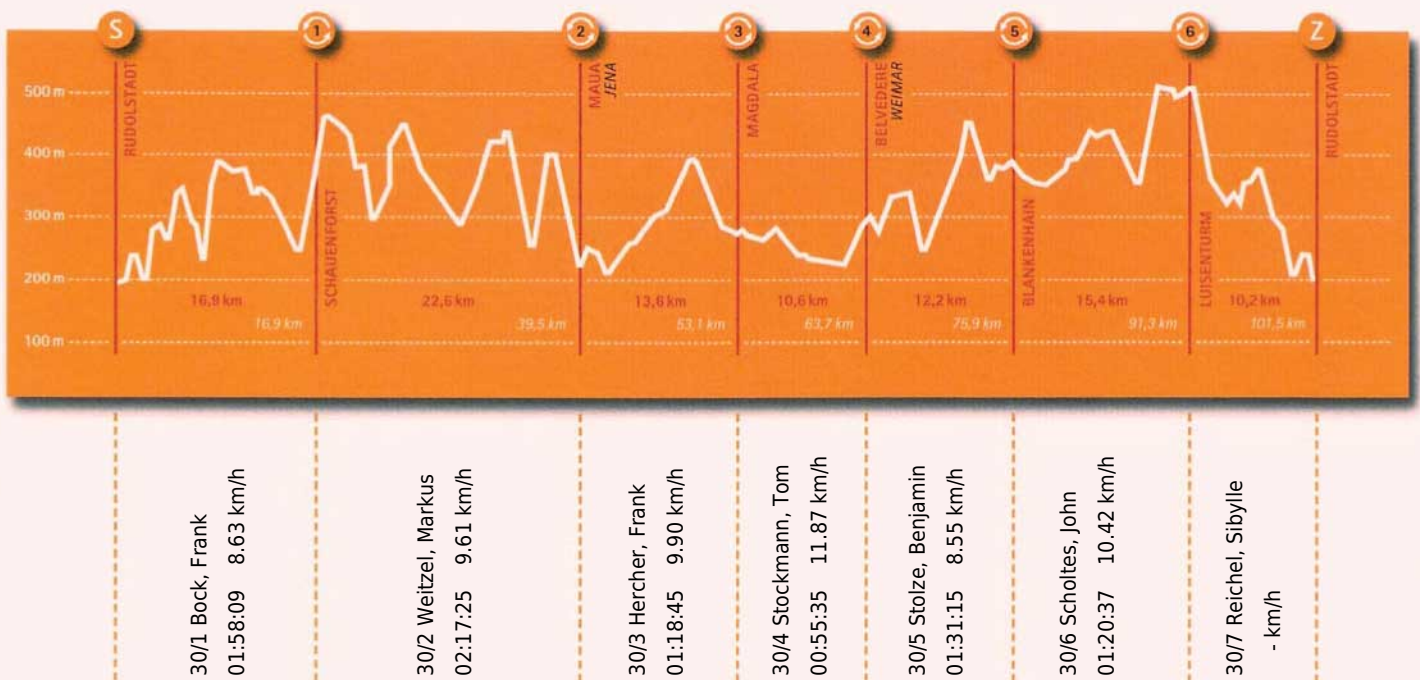 S
1
2
3
4
5
6
Z
500 m
400 m
300 m
200 m
100 m
RUDOLSTADT
SCHAUENFORST
MAUA
JENA
MAGDALA
BELVEDERE
WEIMAR
BLANKENHAIN
LUISENTURM
RUDOLSTADT
16,9 km
22,6 km
13,6 km
10,6 km
12,2 km
15,4 km
10,2 km
16,9 km
39,5 km
53,1 km
63,7 km
75,9 km
91,3 km
101,5 km
30/1 Bock, Frank
01:58:09 8.63 km/h
30/2 Weitzel, Markus
02:17:25 9.61 km/h
30/3 Hercher, Frank
01:18:45 9.90 km/h
30/4 Stockmann, Tom
00:55:35 11.87 km/h
30/5 Stolze, Benjamin
01:31:15 8.55 km/h
30/6 Scholtes, John
01:20:37 10.42 km/h
30/7 Reichel, Sibylle
- km/h